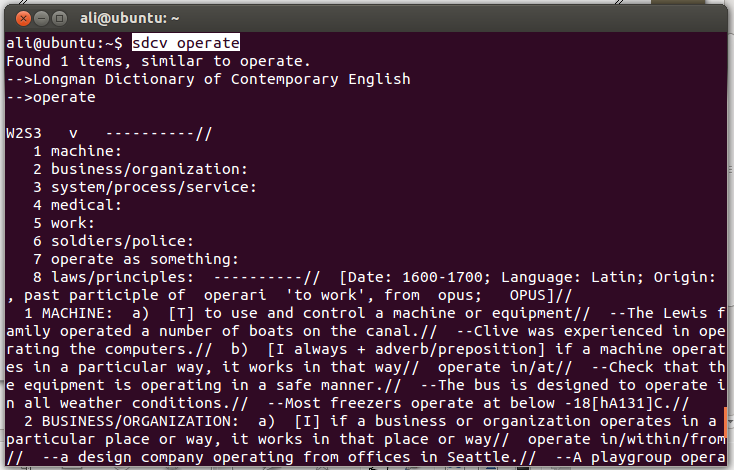 ali@ubuntu: ~
ali@ubuntu:~$ sdcv operate
Found 1 items, similar to operate.
-->Longman Dictionary of Contemporary English
-->operate
W2S3   v   ----------//
   1 machine:
   2 business/organization:
   3 system/process/service:
   4 medical:
   5 work:
   6 soldiers/police:
   7 operate as something:
   8 laws/principles:  ----------//  [Date: 1600-1700; Language: Latin; Origin:
, past participle of  operari  'to work', from  opus;   OPUS]//
  1 MACHINE:  a)  [T] to use and control a machine or equipment//  --The Lewis f
amily operated a number of boats on the canal.//  --Clive was experienced in ope
rating the computers.//  b)  [I always + adverb/preposition] if a machine operat
es in a particular way, it works in that way//  operate in/at//  --Check that th
e equipment is operating in a safe manner.//  --The bus is designed to operate i
n all weather conditions.//  --Most freezers operate at below -18[hA131]C.//
  2 BUSINESS/ORGANIZATION:  a)  [I] if a business or organization operates in a
particular place or way, it works in that place or way//  operate in/within/from
//  --a design company operating from offices in Seattle.//  --A playgroup opera